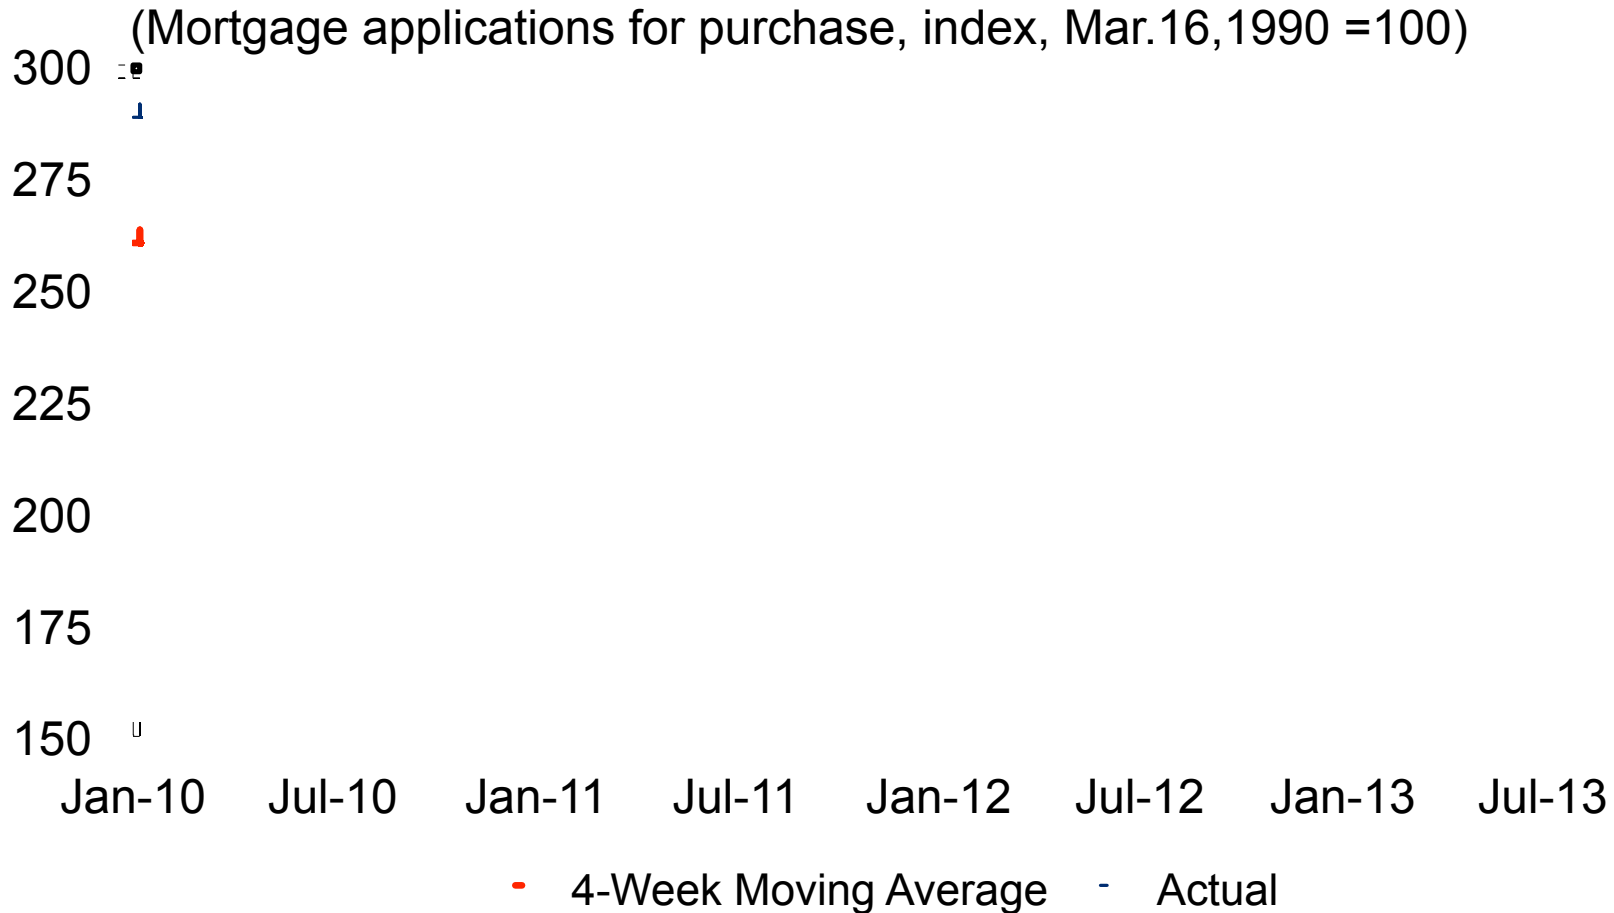 (Mortgage applications for purchase, index, Mar.16,1990 =100)
300
275
250
225
200
175
150
Jan-10 Jul-10 Jan-11 Jul-11 Jan-12 Jul-12 Jan-13 Jul-13
4-Week Moving Average Actual